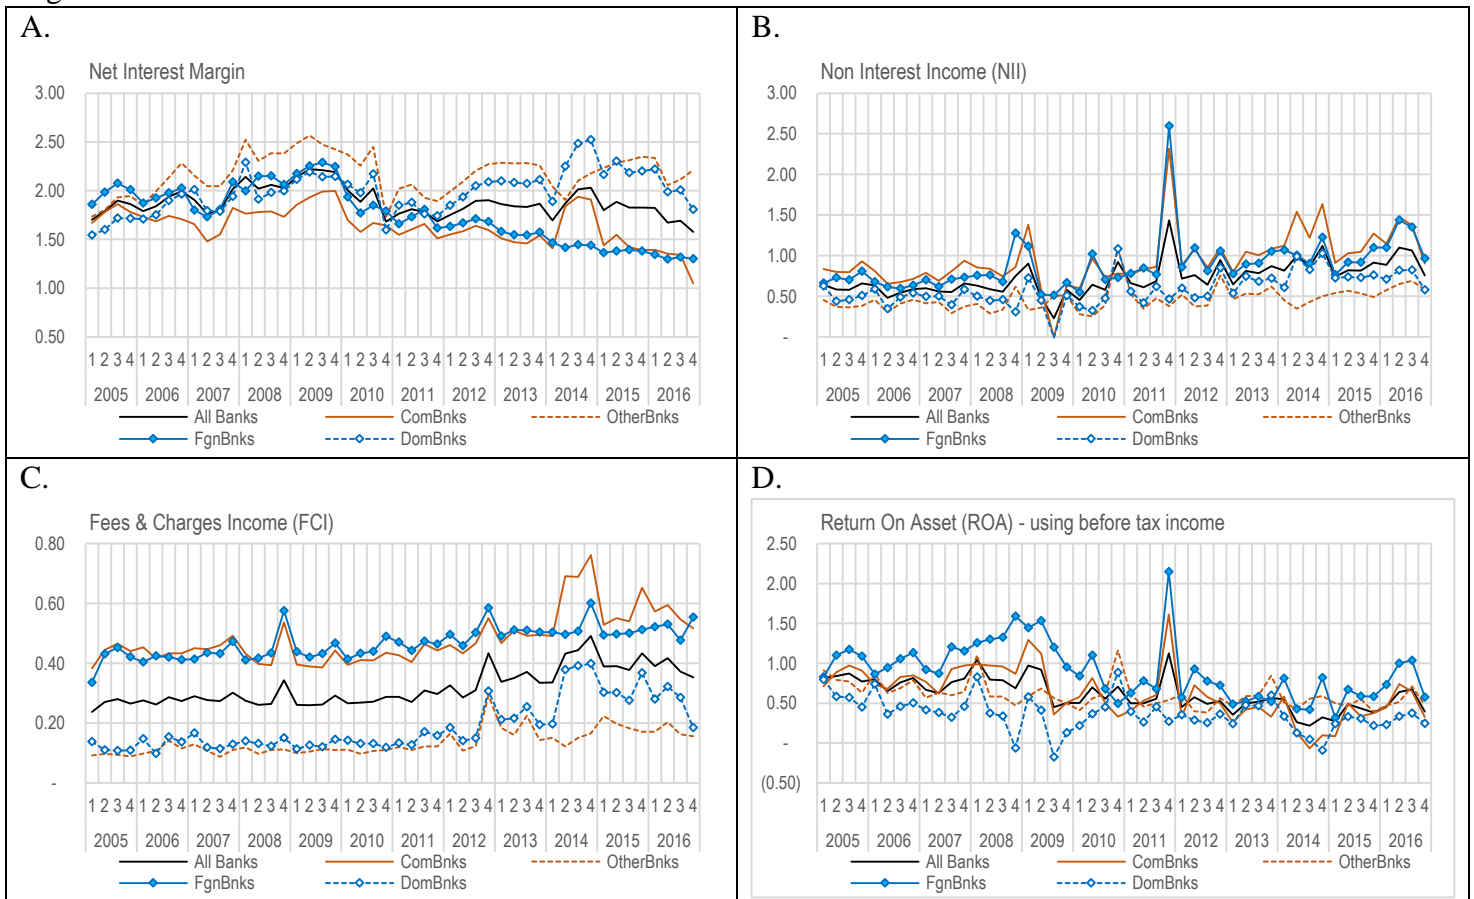 A.
Net Interest Margin
3.00
2.50
2.00
1.50
1.00
0.50
1 2 3 4 1 2 3 4 1 2 3 4 1 2 3 4 1 2 3 4 1 2 3 4 1 2 3 4 1 2 3 4 1 2 3 4 1 2 3 4 1 2 3 4 1 2 3 4
2005 2006 2007 2008 2009 2010 2011 2012 2013 2014 2015 2016
All Banks ComBnks OtherBnks
FgnBnks DomBnks
B.
Non Interest Income (NII)
3.00
2.50
2.00
1.50
1.00
0.50
-
1 2 3 4 1 2 3 4 1 2 3 4 1 2 3 4 1 2 3 4 1 2 3 4 1 2 3 4 1 2 3 4 1 2 3 4 1 2 3 4 1 2 3 4 1 2 3 4
2005 2006 2007 2008 2009 2010 2011 2012 2013 2014 2015 2016
All Banks ComBnks OtherBnks
FgnBnks DomBnks
C.
Fees & Charges Income (FCI)
0.80
0.60
0.40
0.20
-
1 2 3 4 1 2 3 4 1 2 3 4 1 2 3 4 1 2 3 4 1 2 3 4 1 2 3 4 1 2 3 4 1 2 3 4 1 2 3 4 1 2 3 4 1 2 3 4
2005 2006 2007 2008 2009 2010 2011 2012 2013 2014 2015 2016
All Banks ComBnks OtherBnks
FgnBnks DomBnks
D.
Return On Asset (ROA) - using before tax income
2.50
2.00
1.50
1.00
0.50
-
(0.50)
1 2 3 4 1 2 3 4 1 2 3 4 1 2 3 4 1 2 3 4 1 2 3 4 1 2 3 4 1 2 3 4 1 2 3 4 1 2 3 4 1 2 3 4 1 2 3 4
2005 2006 2007 2008 2009 2010 2011 2012 2013 2014 2015 2016
All Banks ComBnks OtherBnks
FgnBnks DomBnks